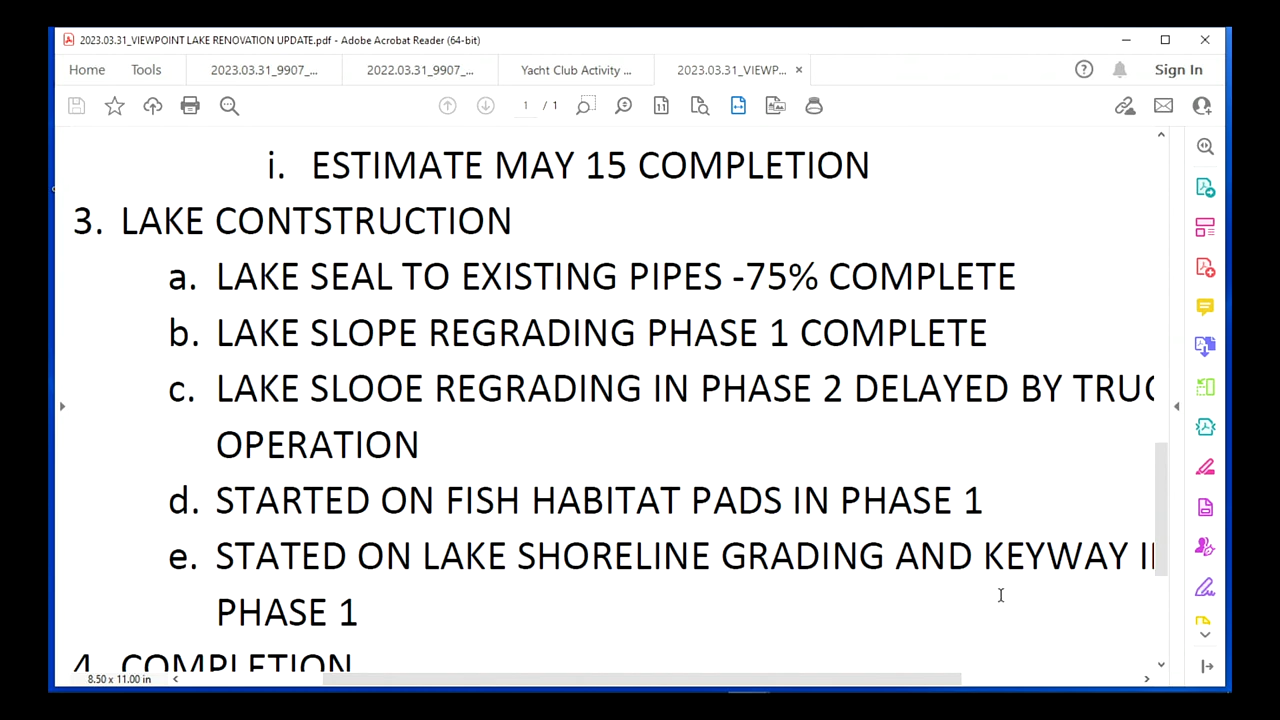 2023.03.31_VIEWPOINT LAKE RENOVATION UPDATE.pdf - Adobe Acrobat Reader (64-bit)
Home Tools 2023.03.31_9907_... 2022.03.31_9907_... Yacht Club Activity ... 2023.03.31_VIEWP... × Sign In
1 / 1
i. ESTIMATE MAY 15 COMPLETION
3. LAKE CONTSTRUCTION
a. LAKE SEAL TO EXISTING PIPES -75% COMPLETE
b. LAKE SLOPE REGRADING PHASE 1 COMPLETE
c. LAKE SLOOE REGRADING IN PHASE 2 DELAYED BY
OPERATION
d. STARTED ON FISH HABITAT PADS IN PHASE 1
e. STATED ON LAKE SHORELINE GRADING AND KEYWAY
PHASE 1
4. COMPLETION
8.50 x 11.00 in